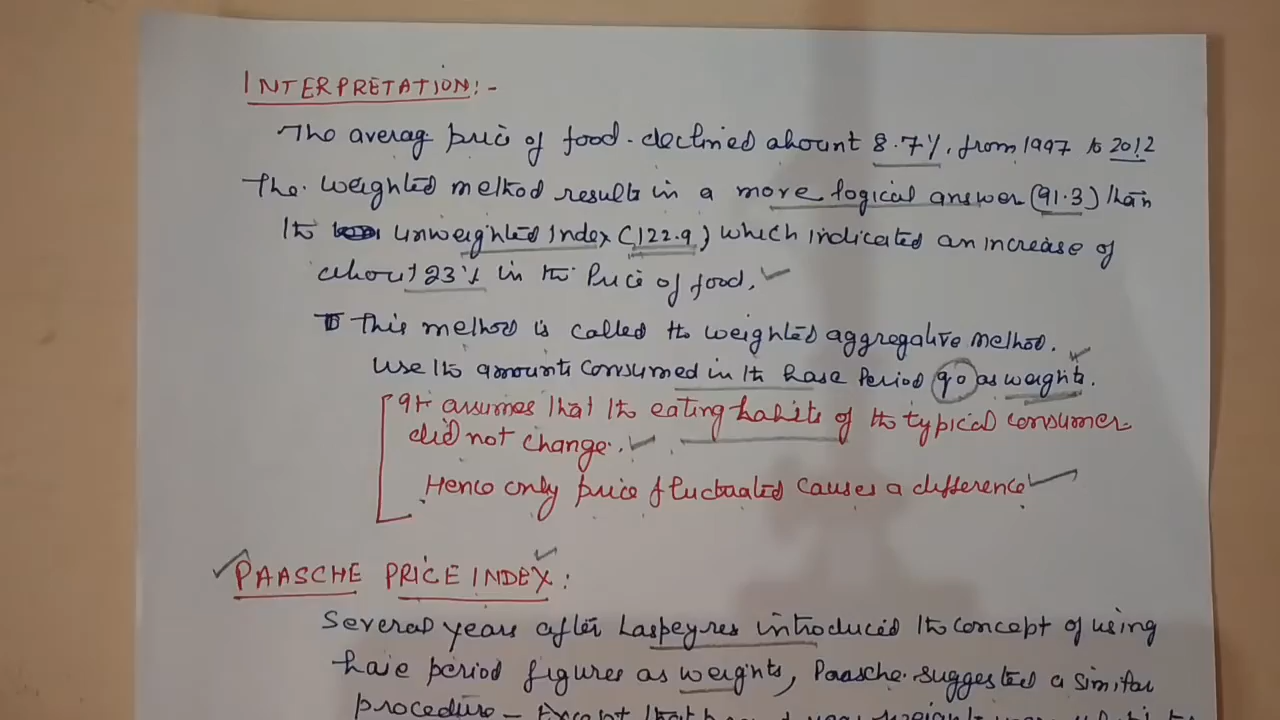 INTERPRETATION:-
The averag price of food declined about 8.7%. from 1997 to 2012
The weighted method results in a more logical answer (91.3) than
the unweighted Index (122.9) which indicated an increase of
about 23% in the Price of food.
This method is called the weighted aggregative method.
Use the amounts consumed in the base period q0 as weights.
It assumes that the eating habits of the typical consumer
did not change.
Hence only price fluctuated causes a difference
PAASCHE PRICE INDEX:
Several years after Laspeyres introduced the concept of using
base period figures as weights, Paasche suggested a similar
procedure - Except that